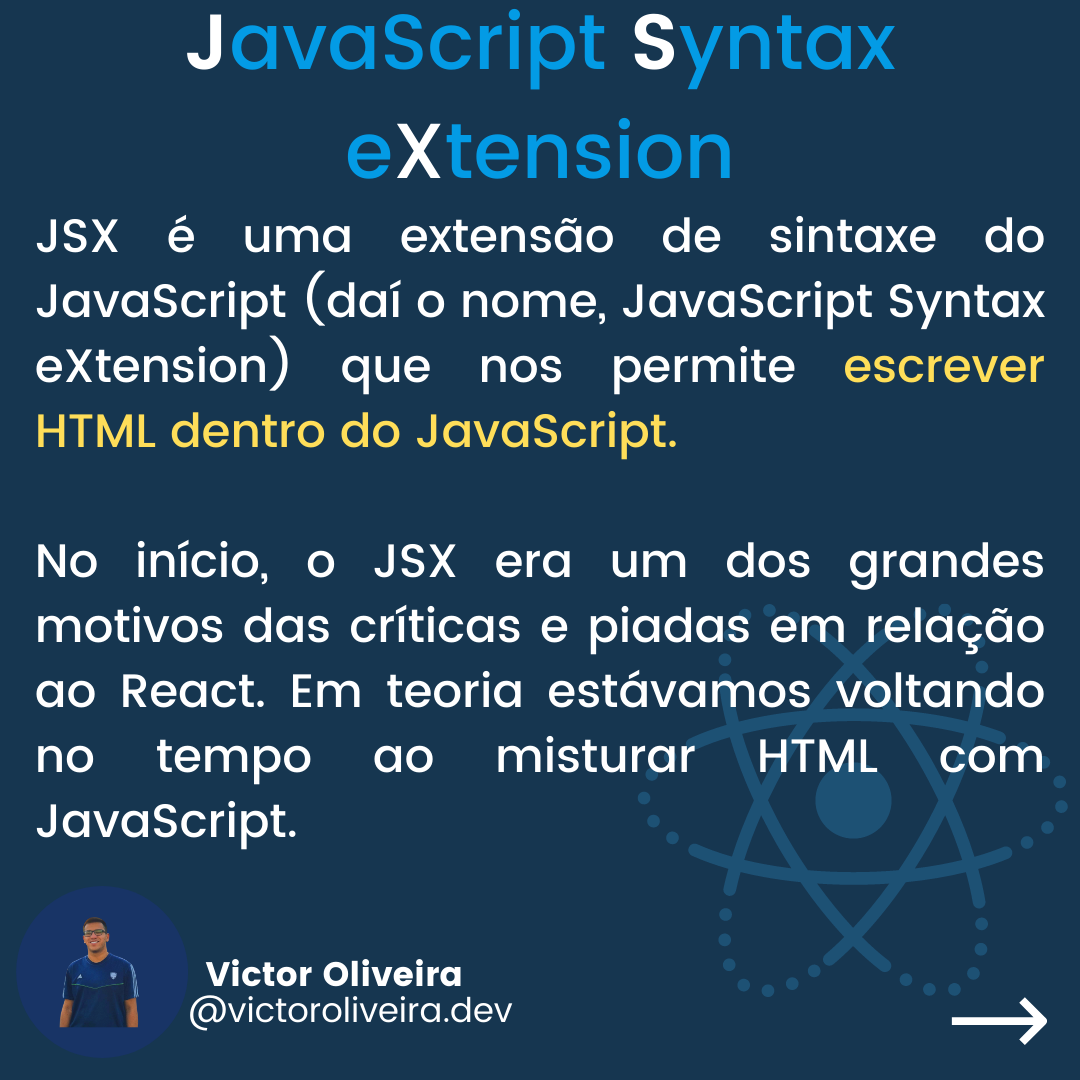 JavaScript Syntax
eXtension
JSX é uma extensão de sintaxe do
JavaScript (daí o nome, JavaScript Syntax
eXtension) que nos permite escrever
HTML dentro do JavaScript.
No início, o JSX era um dos grandes
motivos das críticas e piadas em relação
ao React. Em teoria estávamos voltando
no tempo ao misturar HTML com
JavaScript.
Victor Oliveira
@victoroliveira.dev